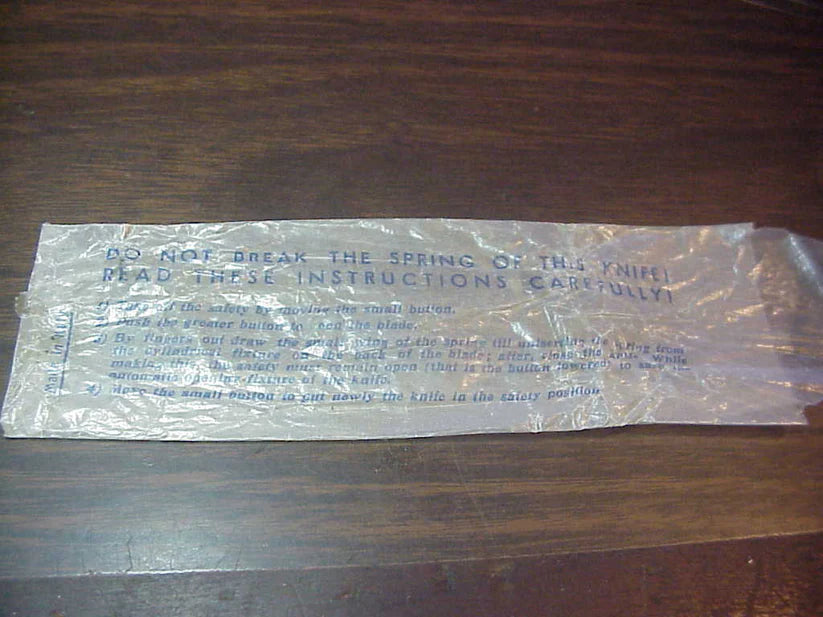 DO NOT BREAK THE SPRING OF THIS KNIFE!
READ THESE INSTRUCTIONS CAREFULLY!
the safety by moving the small button.
Push the greater button to the blade.
3) By fingers out draw the small wing of the spring till unserring the spring from
the cylindrical fixture on the back of the blade; after, close the While
making this the safety must remain open (that is the button lowered) to
automatic opening-fixture of the knife.
4) Move the small button to put newly the knife in the safety position
Made in